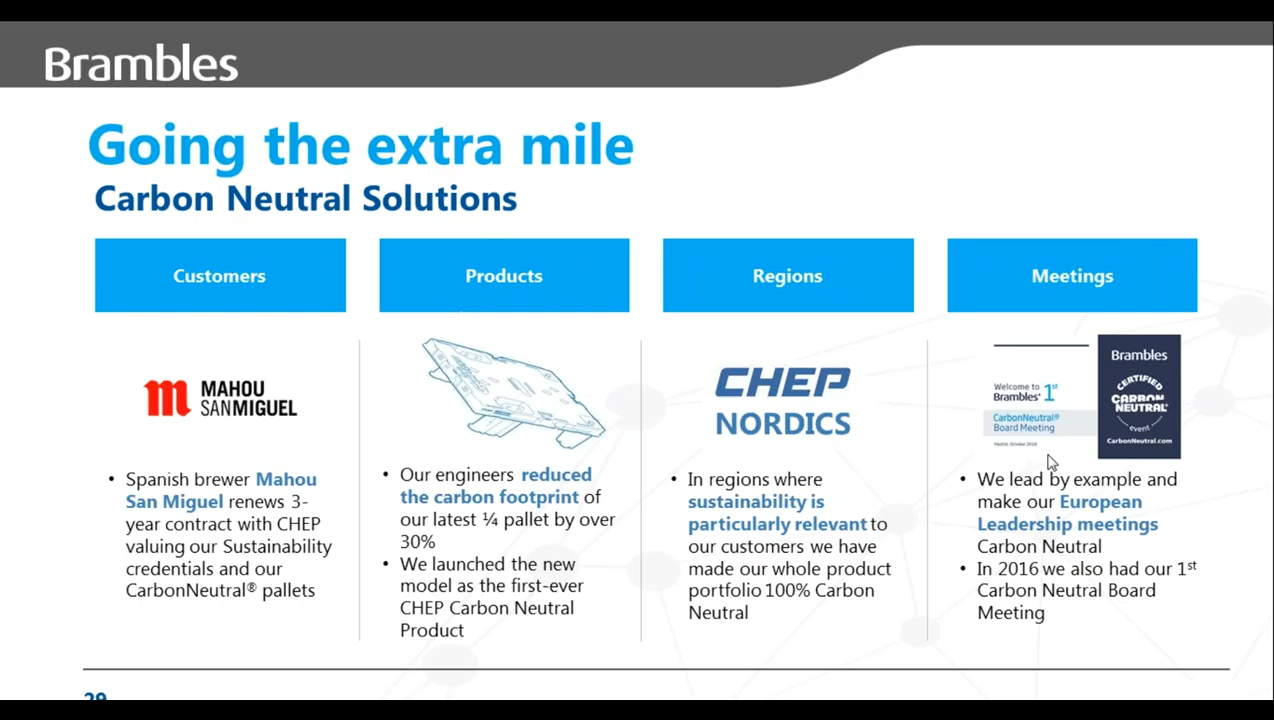 Brambles
Going the extra mile
Carbon Neutral Solutions
Customers
MAHOU
SANMIGUEL
• Spanish brewer Mahou
San Miguel renews 3-
year contract with CHEP
valuing our Sustainability
credentials and our
CarbonNeutral® pallets
Products
• Our engineers reduced
the carbon footprint of
our latest ¼ pallet by over
30%
• We launched the new
model as the first-ever
CHEP Carbon Neutral
Product
Regions
CHEP
NORDICS
• In regions where
sustainability is
particularly relevant to
our customers we have
made our whole product
portfolio 100% Carbon
Neutral
Meetings
Welcome to
Brambles' 1st
CarbonNeutral®
Board Meeting
Madrid, October 2016
Brambles
CERTIFIED
CARBON
NEUTRAL®
event
CarbonNeutral.com
• We lead by example and
make our European
Leadership meetings
Carbon Neutral
• In 2016 we also had our 1st
Carbon Neutral Board
Meeting
29